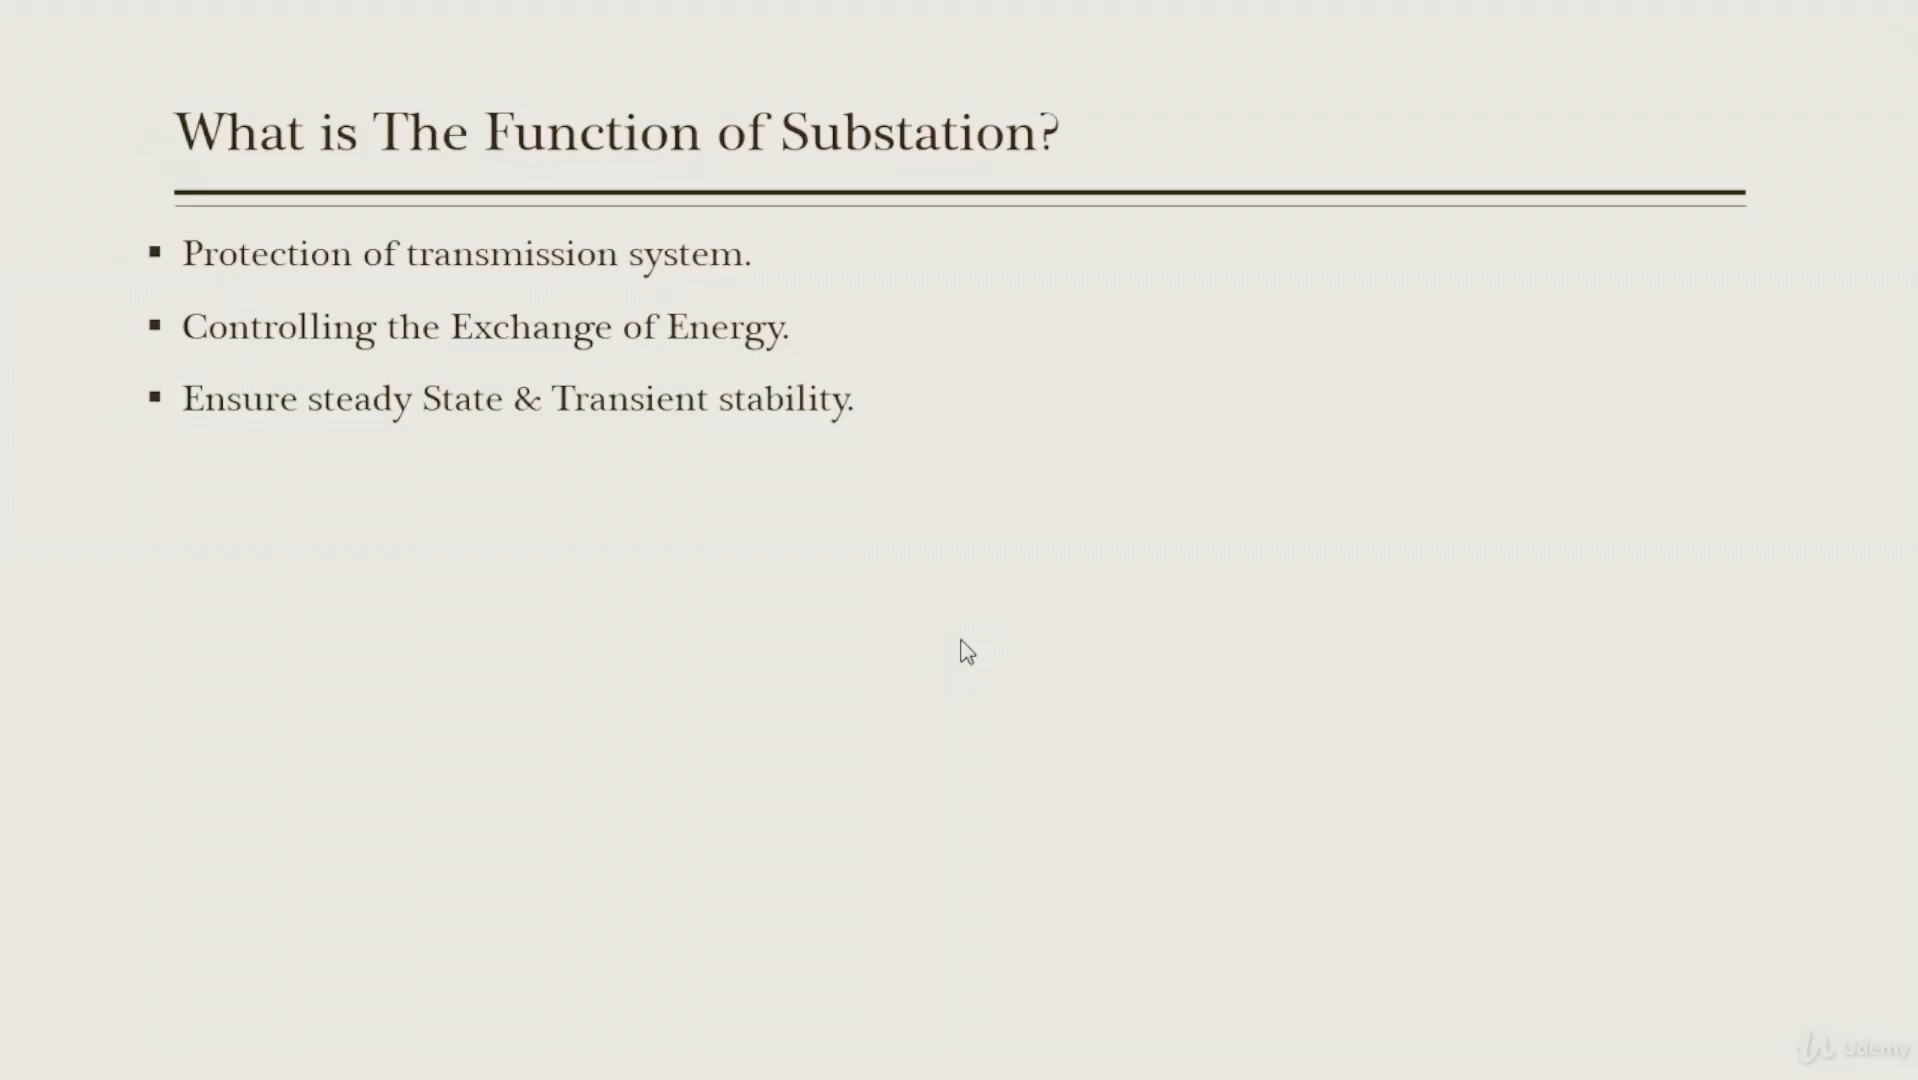 What is The Function of Substation?
▪ Protection of transmission system.
▪ Controlling the Exchange of Energy.
▪ Ensure steady State & Transient stability.
Udemy